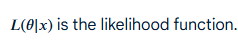 L(θ|x) is the likelihood function.